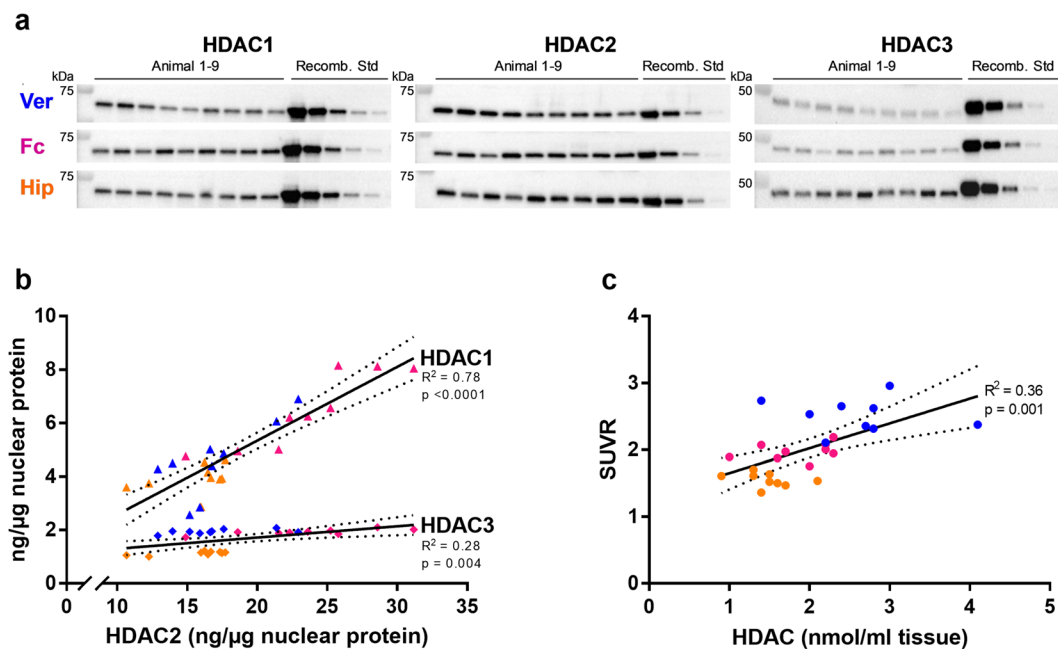 a
HDAC1 HDAC2 HDAC3
kDa Animal 1-9 Recomb. Std kDa Animal 1-9 Recomb. Std kDa Animal 1-9 Recomb. Std
Ver 75 75 50
Fc 75 75
Hip 75 75 50
b
ng/µg nuclear protein
10
8
6
4
2
0
0 10 15 20 25 30 35
HDAC2 (ng/µg nuclear protein)
HDAC1
R² = 0.78
p <0.0001
HDAC3
R² = 0.28
p = 0.004
c
SUVR
4
3
2
1
0
0 1 2 3 4 5
HDAC (nmol/ml tissue)
R² = 0.36
p = 0.001